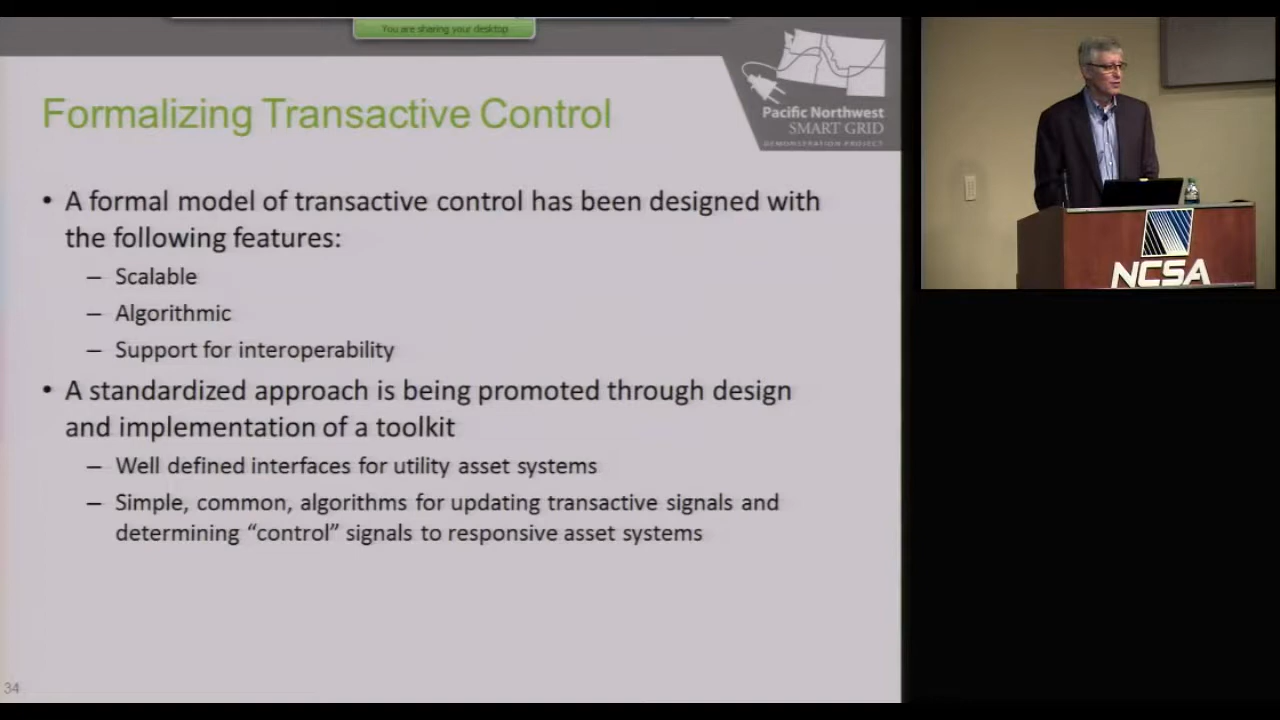 You are sharing your desktop
Pacific Northwest
SMART GRID
DEMONSTRATION PROJECT
Formalizing Transactive Control
• A formal model of transactive control has been designed with
the following features:
– Scalable
– Algorithmic
– Support for interoperability
• A standardized approach is being promoted through design
and implementation of a toolkit
– Well defined interfaces for utility asset systems
– Simple, common, algorithms for updating transactive signals and
determining “control” signals to responsive asset systems
34
NCSA